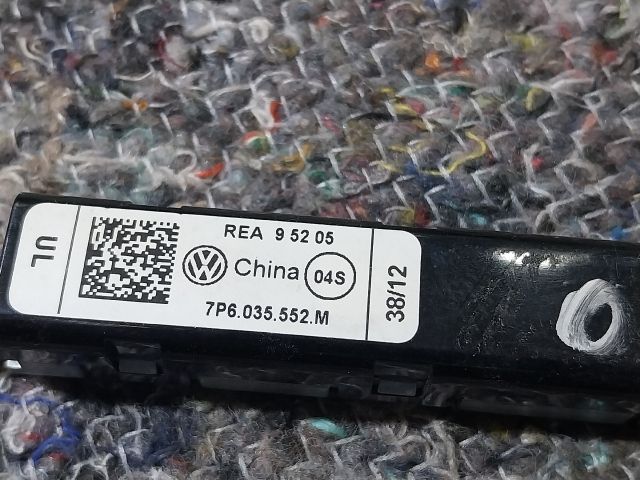 UL
REA 9 52 05
China 04S
7P6.035.552.M
38/12
O